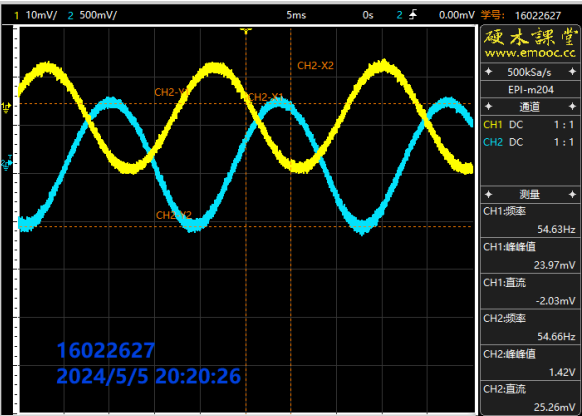 1 10mV/ 2 500mV/ 5ms 0s 2 0.00mV 学号: 16022627
硬木课堂
www.emooc.cc
500kSa/s
EPI-m204
通道
CH1 DC 1 : 1
CH2 DC 1 : 1
测量
CH1:频率
54.63Hz
CH1:峰峰值
23.97mV
CH1:直流
-2.03mV
CH2:频率
54.66Hz
CH2:峰峰值
1.42V
CH2:直流
25.26mV
CH2-X2
CH2-X1
CH2-Y2
16022627
2024/5/5 20:20:26